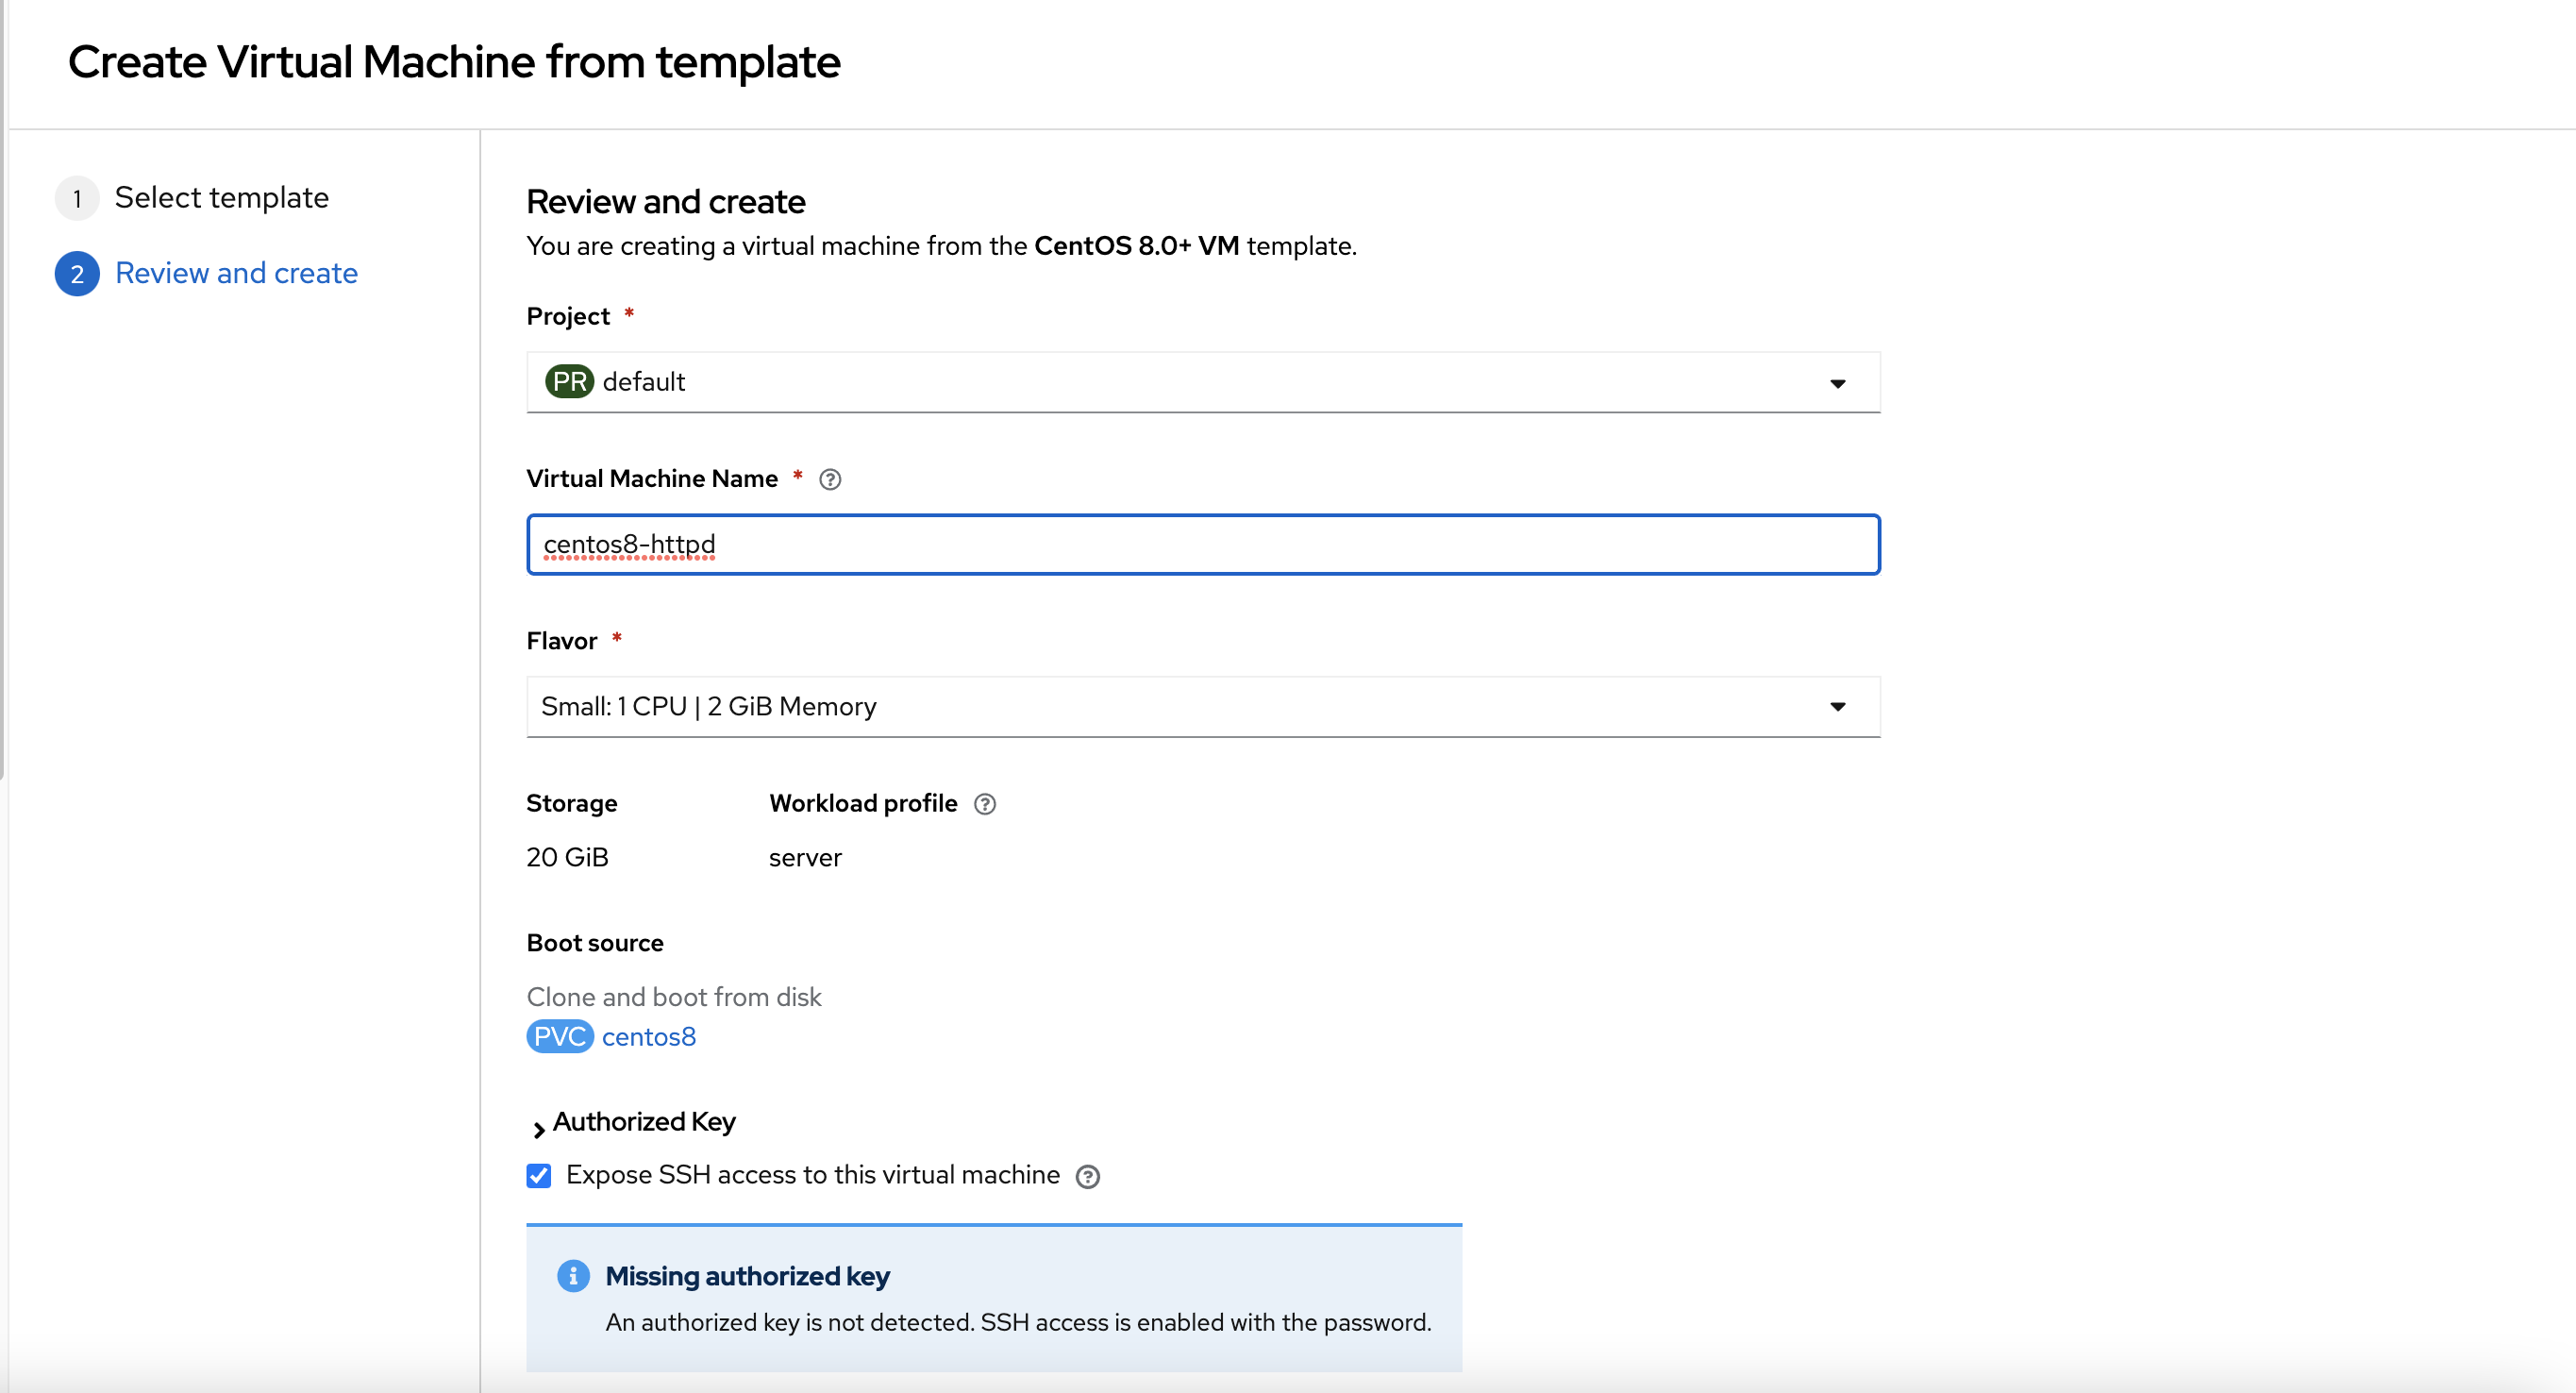 Create Virtual Machine from template
1 Select template
2 Review and create
Review and create
You are creating a virtual machine from the CentOS 8.0+ VM template.
Project *
PR default
Virtual Machine Name *
centos8-httpd
Flavor *
Small: 1 CPU | 2 GiB Memory
Storage Workload profile
20 GiB server
Boot source
Clone and boot from disk
PVC centos8
Authorized Key
Expose SSH access to this virtual machine
Missing authorized key
An authorized key is not detected. SSH access is enabled with the password.